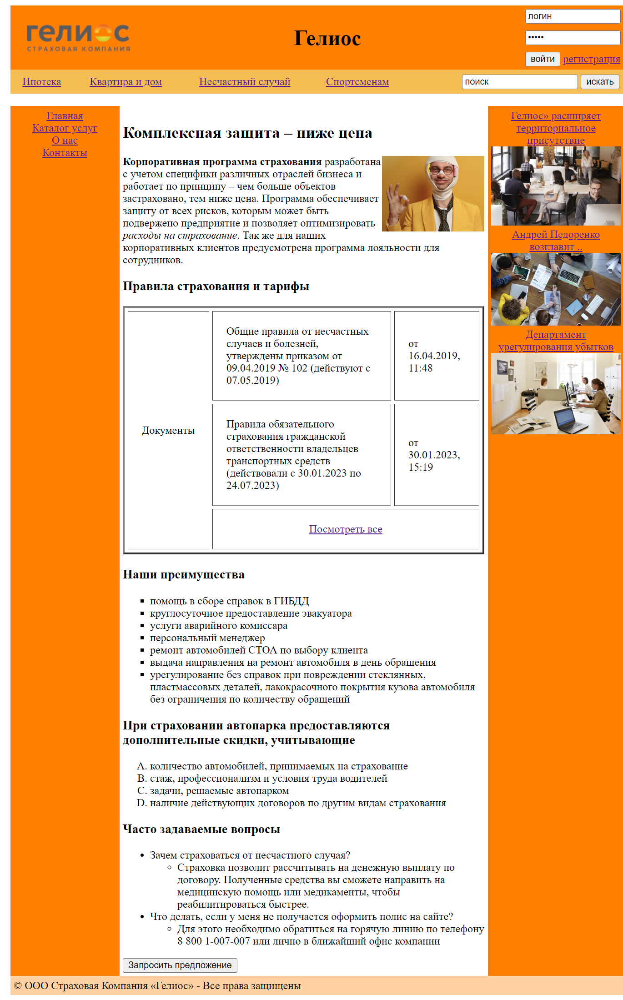 гелиос
СТРАХОВАЯ КОМПАНИЯ
Гелиос
логин
•••••
войти регистрация
Ипотека Квартира и дом Несчастный случай Спортсменам поиск искать
Главная
Каталог услуг
О нас
Контакты
Комплексная защита – ниже цена
Корпоративная программа страхования разработана
с учетом специфики различных отраслей бизнеса и
работает по принципу – чем больше объектов
застраховано, тем ниже цена. Программа обеспечивает
защиту от всех рисков, которым может быть
подвержено предприятие и позволяет оптимизировать
расходы на страхование. Так же для наших
корпоративных клиентов предусмотрена программа лояльности для
сотрудников.
Правила страхования и тарифы
Документы
Общие правила от несчастных
случаев и болезней,
утверждены приказом от
09.04.2019 № 102 (действуют с
07.05.2019)
от
16.04.2019,
11:48
Правила обязательного
страхования гражданской
ответственности владельцев
транспортных средств
(действовали с 30.01.2023 по
24.07.2023)
от
30.01.2023,
15:19
Посмотреть все
Наши преимущества
▪ помощь в сборе справок в ГИБДД
▪ круглосуточное предоставление эвакуатора
▪ услуги аварийного комиссара
▪ персональный менеджер
▪ ремонт автомобилей СТОА по выбору клиента
▪ выдача направления на ремонт автомобиля в день обращения
▪ урегулирование без справок при повреждении стеклянных,
пластмассовых деталей, лакокрасочного покрытия кузова автомобиля
без ограничения по количеству обращений
При страховании автопарка предоставляются
дополнительные скидки, учитывающие
A. количество автомобилей, принимаемых на страхование
B. стаж, профессионализм и условия труда водителей
C. задачи, решаемые автопарком
D. наличие действующих договоров по другим видам страхования
Часто задаваемые вопросы
• Зачем страховаться от несчастного случая?
◦ Страховка позволит рассчитывать на денежную выплату по
договору. Полученные средства вы сможете направить на
медицинскую помощь или медикаменты, чтобы
реабилитироваться быстрее.
• Что делать, если у меня не получается оформить полис на сайте?
◦ Для этого необходимо обратиться на горячую линию по телефону
8 800 1-007-007 или лично в ближайший офис компании
Запросить предложение
Гелиос» расширяет
территориальное
присутствие
Андрей Педоренко
возглавит ..
Департамент
урегулирования убытков
© ООО Страховая Компания «Гелиос» - Все права защищены